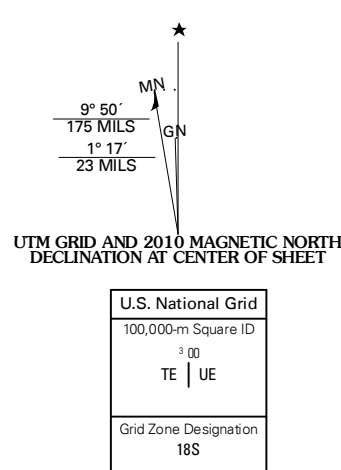 ★
MN
9° 50´
175 MILS
GN
1° 17´
23 MILS
UTM GRID AND 2010 MAGNETIC NORTH
DECLINATION AT CENTER OF SHEET
U.S. National Grid
100,000-m Square ID
3 00
TE | UE
Grid Zone Designation
18S